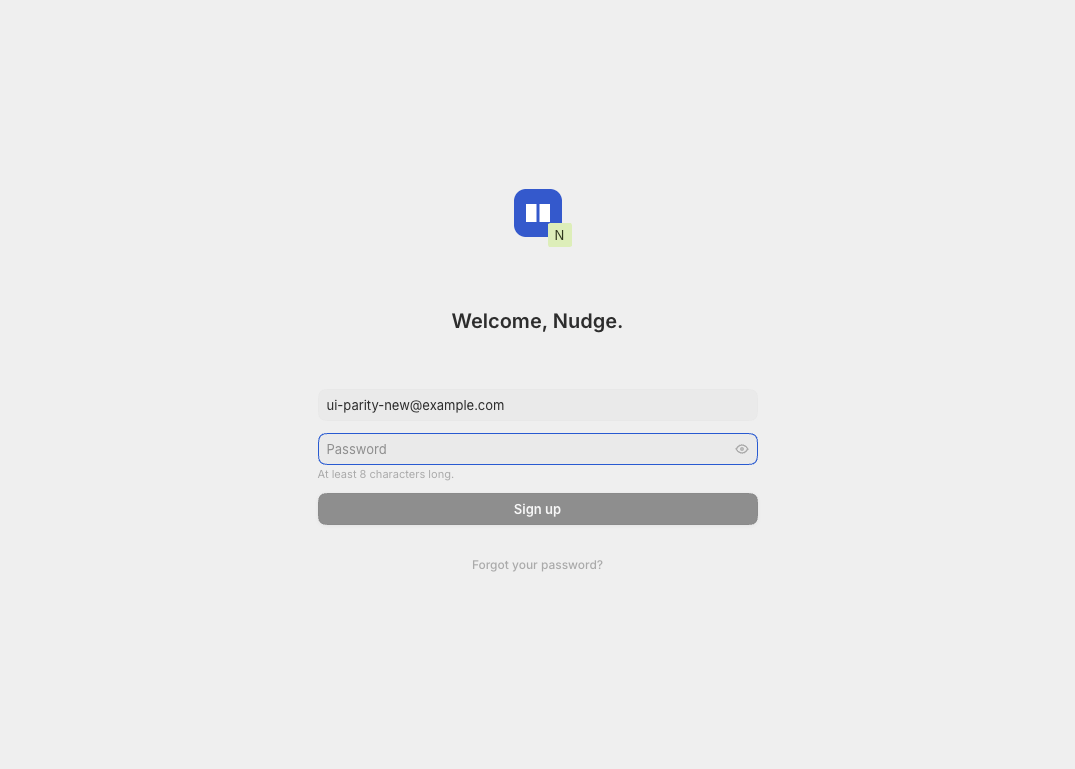 N
Welcome, Nudge.
ui-parity-new@example.com
Password
At least 8 characters long.
Sign up
Forgot your password?